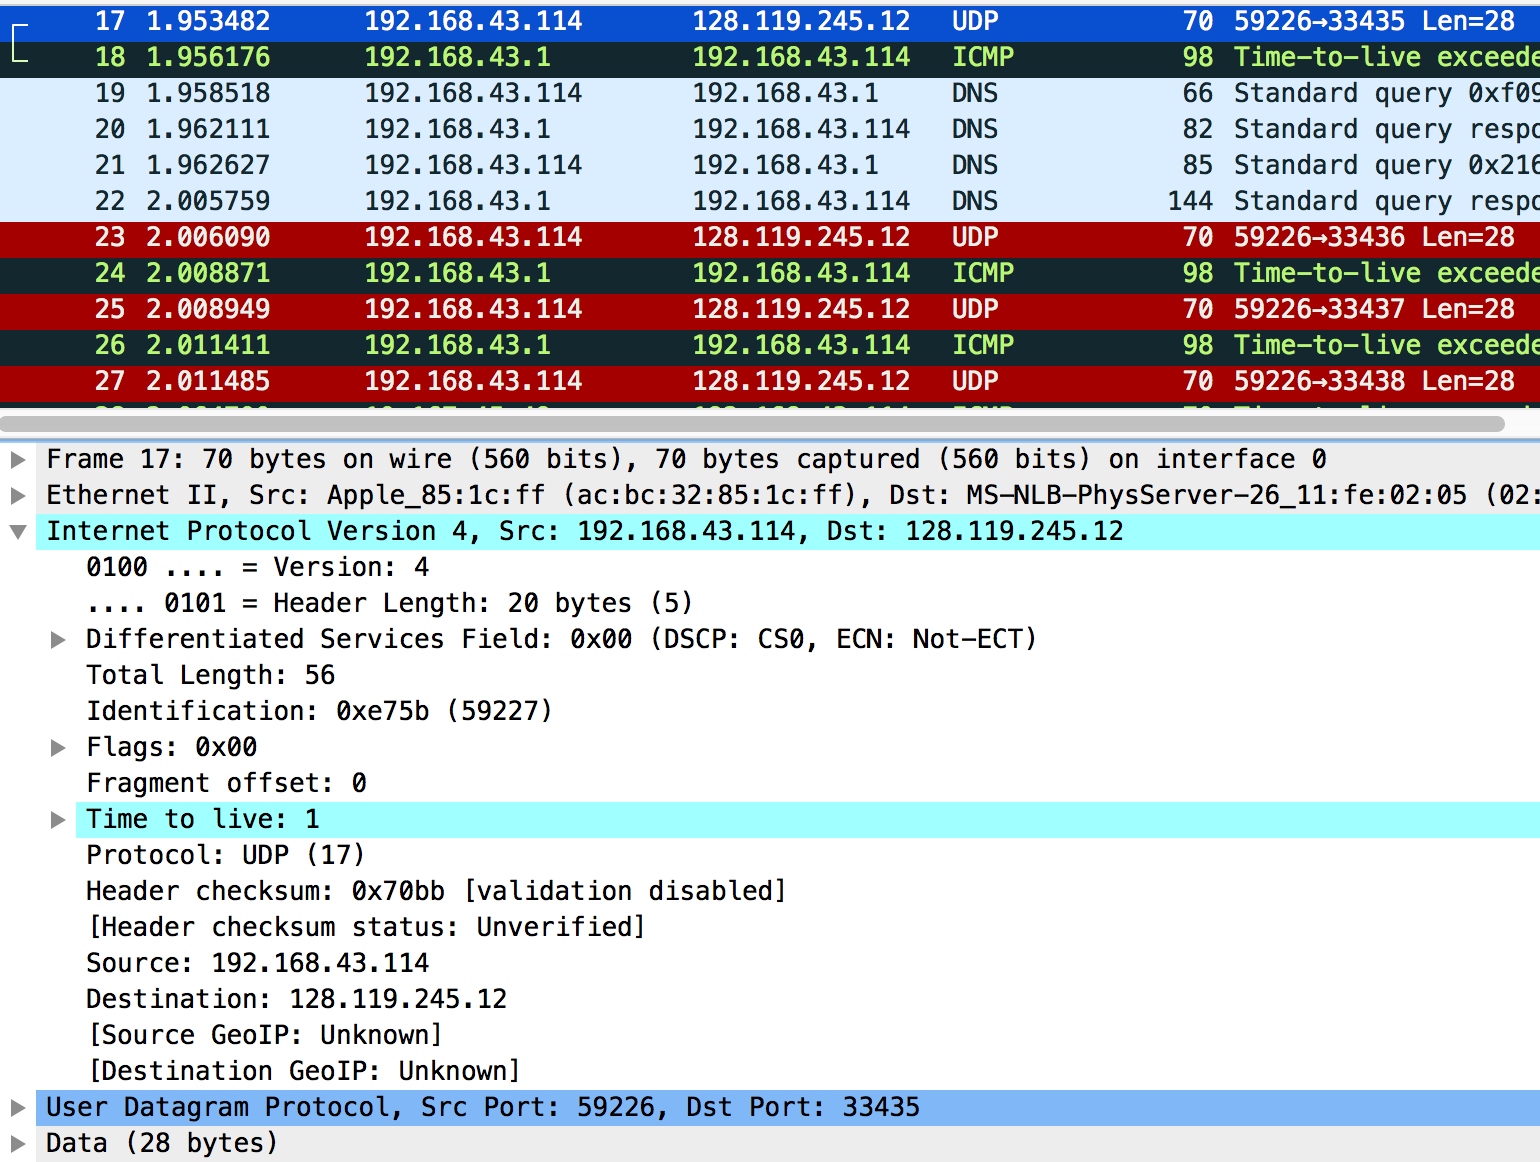 17 1.953482 192.168.43.114 128.119.245.12 UDP 70 59226→33435 Len=28
18 1.956176 192.168.43.1 192.168.43.114 ICMP 98 Time-to-live exceede
19 1.958518 192.168.43.114 192.168.43.1 DNS 66 Standard query 0xf09
20 1.962111 192.168.43.1 192.168.43.114 DNS 82 Standard query respo
21 1.962627 192.168.43.114 192.168.43.1 DNS 85 Standard query 0x216
22 2.005759 192.168.43.1 192.168.43.114 DNS 144 Standard query respo
23 2.006090 192.168.43.114 128.119.245.12 UDP 70 59226→33436 Len=28
24 2.008871 192.168.43.1 192.168.43.114 ICMP 98 Time-to-live exceede
25 2.008949 192.168.43.114 128.119.245.12 UDP 70 59226→33437 Len=28
26 2.011411 192.168.43.1 192.168.43.114 ICMP 98 Time-to-live exceede
27 2.011485 192.168.43.114 128.119.245.12 UDP 70 59226→33438 Len=28
Frame 17: 70 bytes on wire (560 bits), 70 bytes captured (560 bits) on interface 0
Ethernet II, Src: Apple_85:1c:ff (ac:bc:32:85:1c:ff), Dst: MS-NLB-PhysServer-26_11:fe:02:05 (02:
Internet Protocol Version 4, Src: 192.168.43.114, Dst: 128.119.245.12
0100 .... = Version: 4
.... 0101 = Header Length: 20 bytes (5)
Differentiated Services Field: 0x00 (DSCP: CS0, ECN: Not-ECT)
Total Length: 56
Identification: 0xe75b (59227)
Flags: 0x00
Fragment offset: 0
Time to live: 1
Protocol: UDP (17)
Header checksum: 0x70bb [validation disabled]
[Header checksum status: Unverified]
Source: 192.168.43.114
Destination: 128.119.245.12
[Source GeoIP: Unknown]
[Destination GeoIP: Unknown]
User Datagram Protocol, Src Port: 59226, Dst Port: 33435
Data (28 bytes)